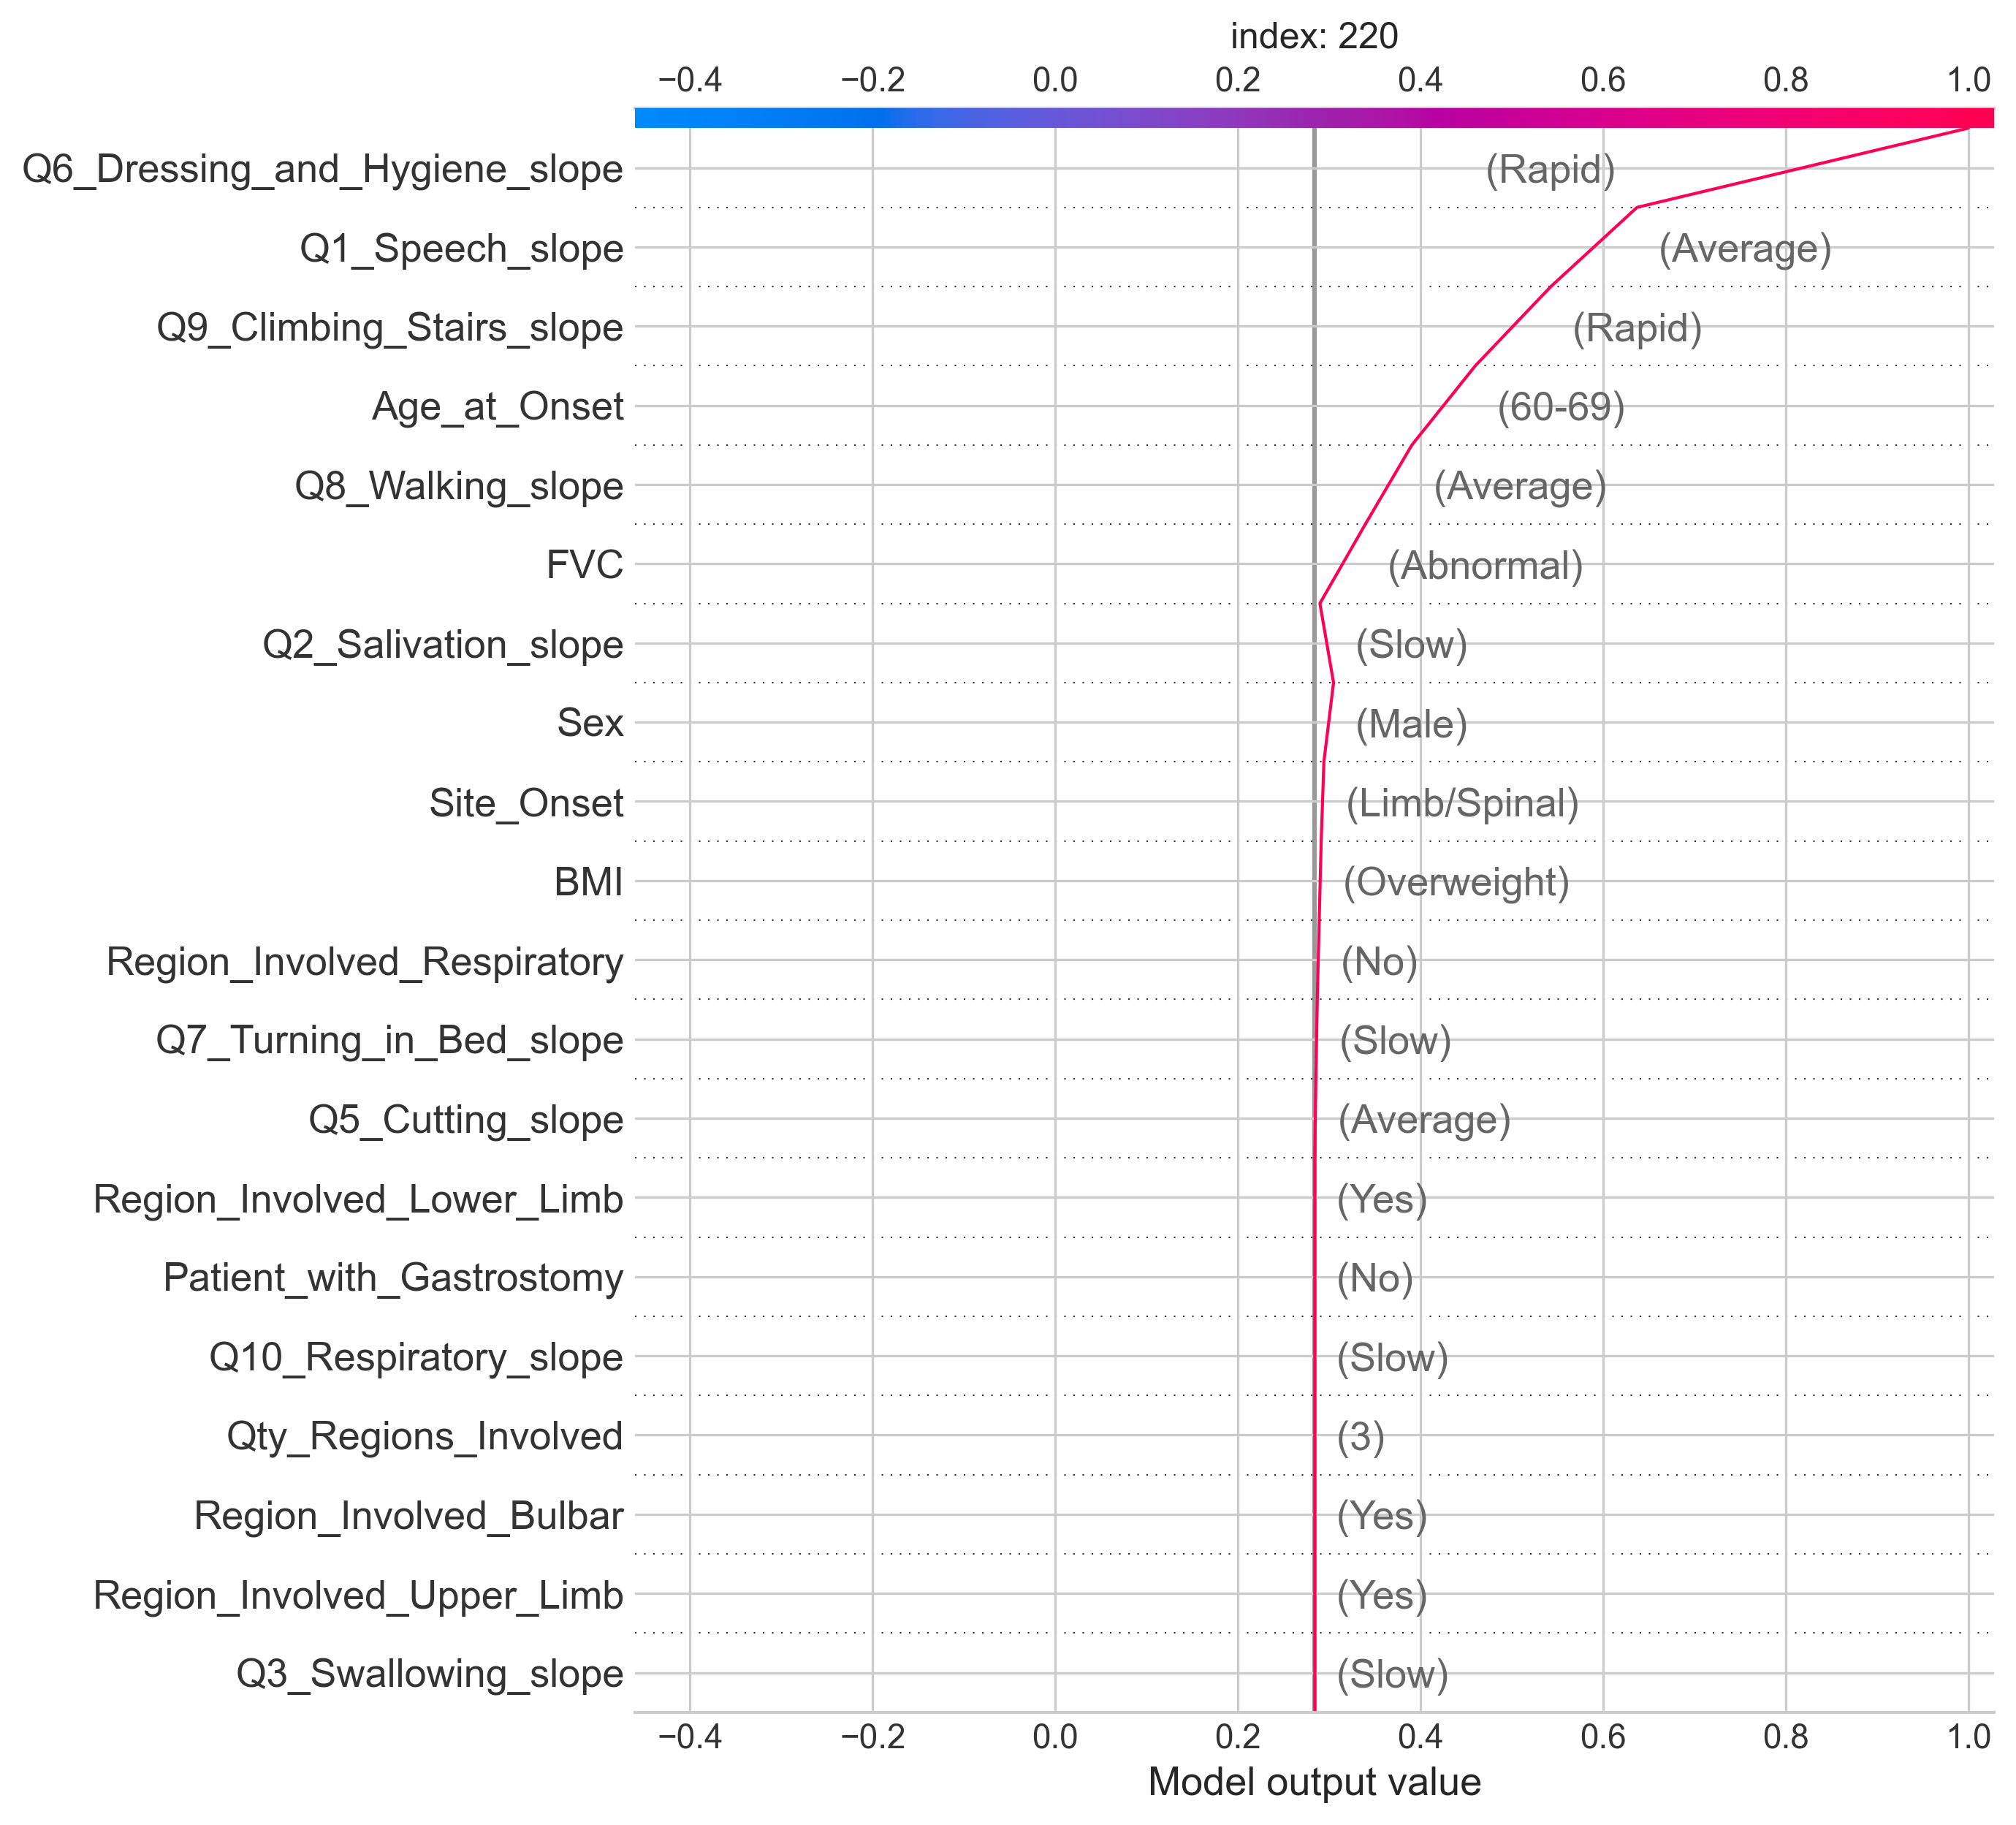 index: 220
−0.4 −0.2 0.0 0.2 0.4 0.6 0.8 1.0
Q6_Dressing_and_Hygiene_slope (Rapid)
Q1_Speech_slope (Average)
Q9_Climbing_Stairs_slope (Rapid)
Age_at_Onset (60-69)
Q8_Walking_slope (Average)
FVC (Abnormal)
Q2_Salivation_slope (Slow)
Sex (Male)
Site_Onset (Limb/Spinal)
BMI (Overweight)
Region_Involved_Respiratory (No)
Q7_Turning_in_Bed_slope (Slow)
Q5_Cutting_slope (Average)
Region_Involved_Lower_Limb (Yes)
Patient_with_Gastrostomy (No)
Q10_Respiratory_slope (Slow)
Qty_Regions_Involved (3)
Region_Involved_Bulbar (Yes)
Region_Involved_Upper_Limb (Yes)
Q3_Swallowing_slope (Slow)
−0.4 −0.2 0.0 0.2 0.4 0.6 0.8 1.0
Model output value